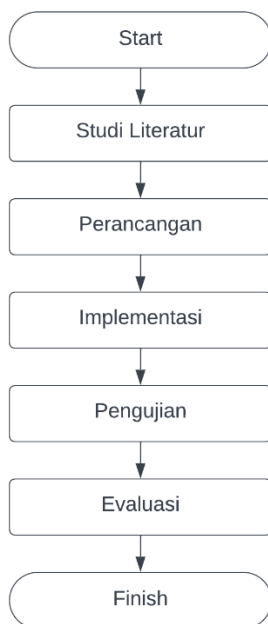 Start
Studi Literatur
Perancangan
Implementasi
Pengujian
Evaluasi
Finish